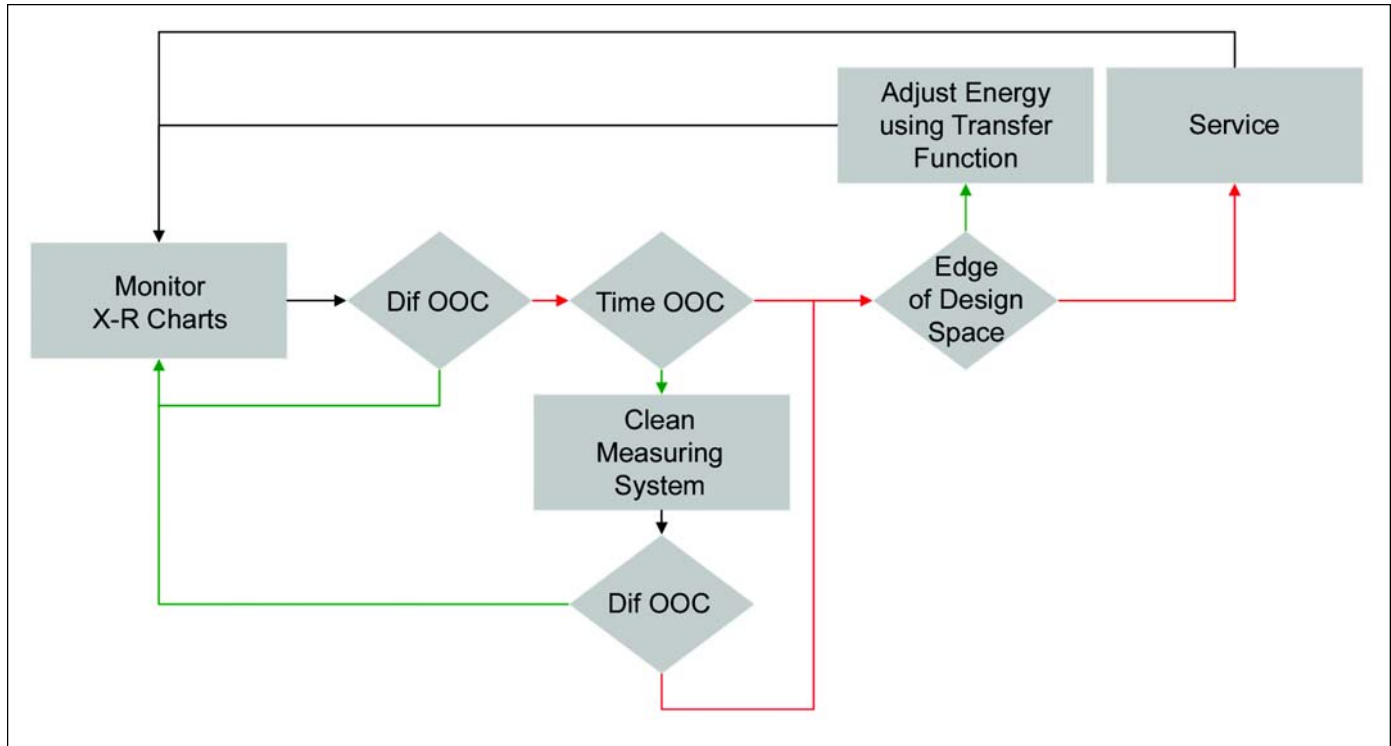 Adjust Energy
using Transfer
Function
Service
Monitor
X-R Charts
Dif OOC
Time OOC
Edge
of Design
Space
Clean
Measuring
System
Dif OOC